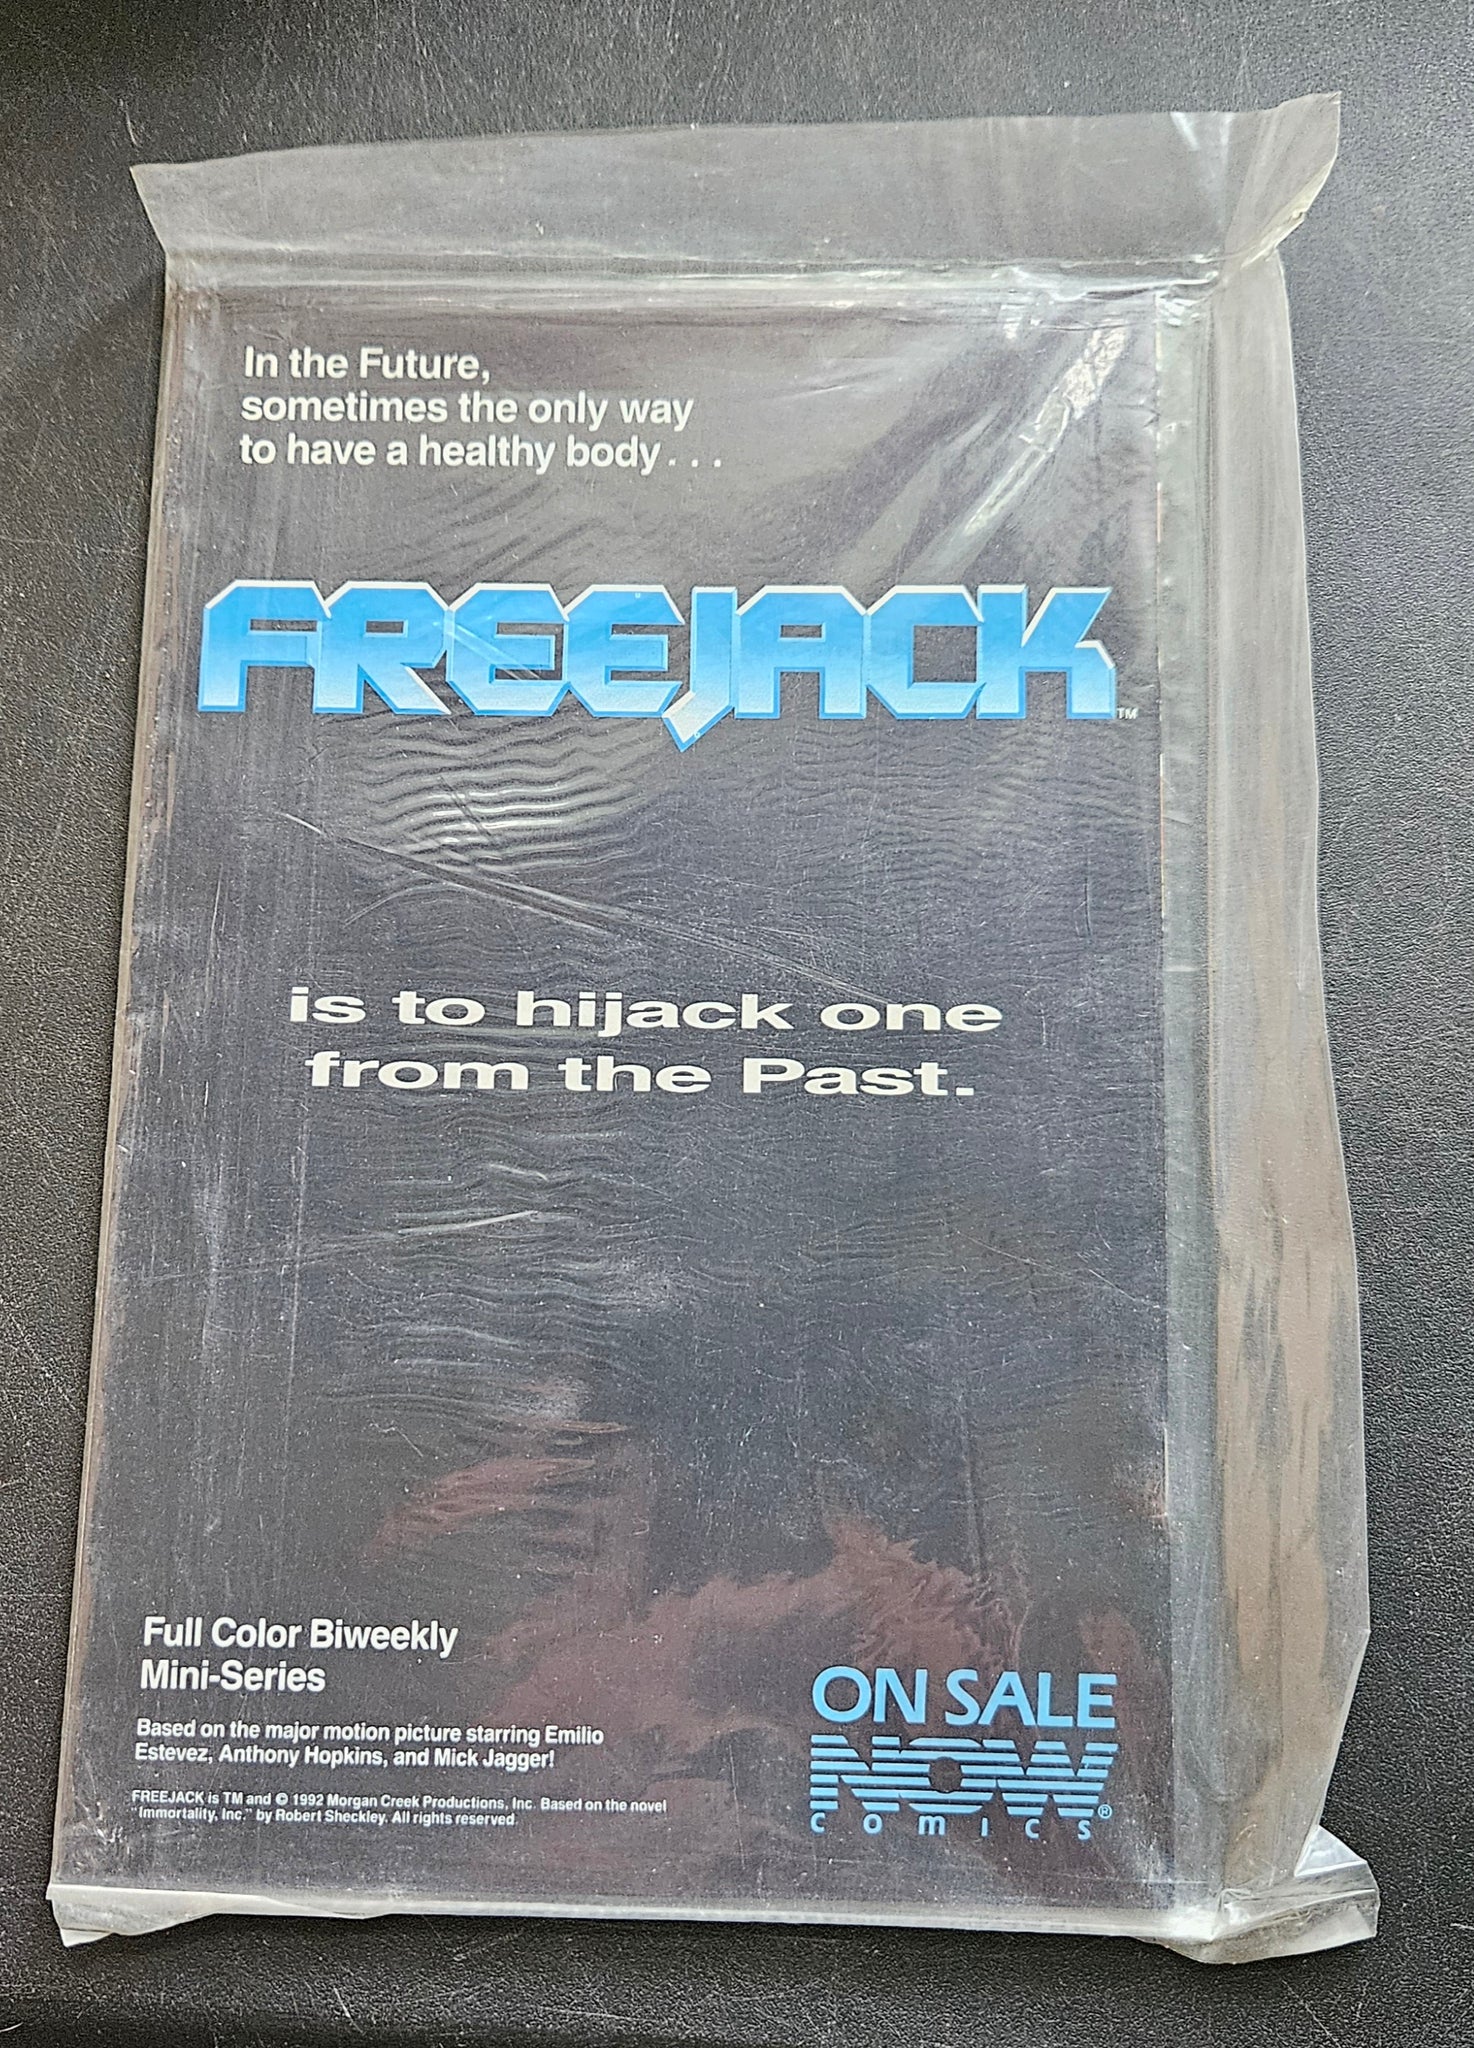 In the Future,
sometimes the only way
to have a healthy body . . .
FREEJACK™
is to hijack one
from the Past.
Full Color Biweekly
Mini-Series
Based on the major motion picture starring Emilio
Estevez, Anthony Hopkins, and Mick Jagger!
FREEJACK is TM and © 1992 Morgan Creek Productions, Inc. Based on the novel
"Immortality, Inc." by Robert Sheckley. All rights reserved.
ON SALE
NOW®
comics